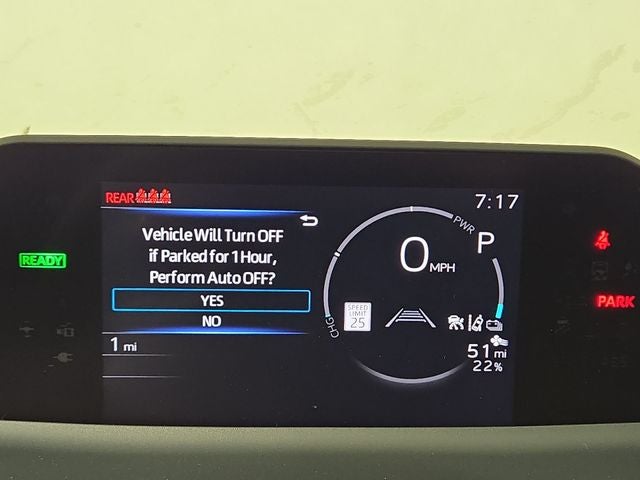 REAR
7:17
Vehicle Will Turn OFF
if Parked for 1 Hour,
Perform Auto OFF?
YES
NO
1 mi
READY
PWR
P
0 MPH
CHG
SPEED
LIMIT
25
51 mi
22%
PARK